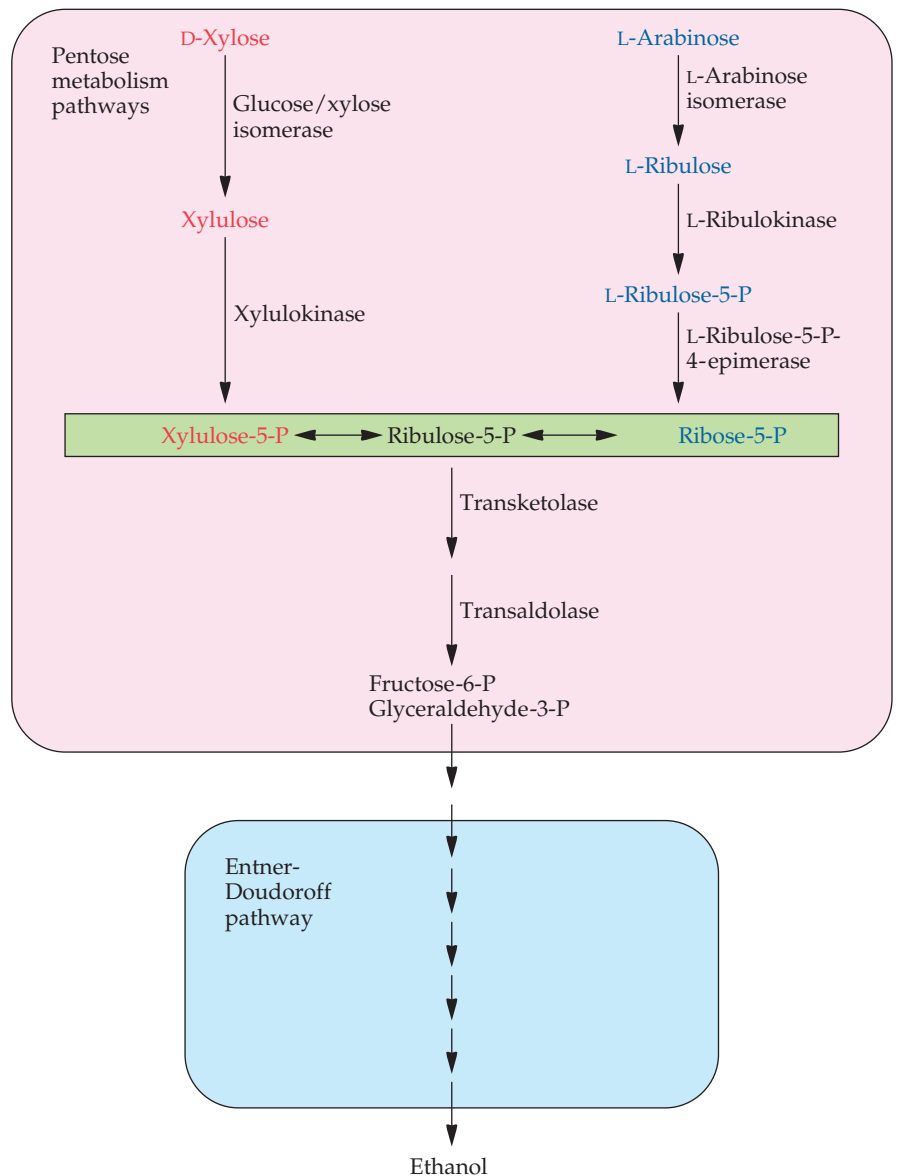 D-Xylose
L-Arabinose
Pentose
metabolism
pathways
Glucose/xylose
isomerase
L-Arabinose
isomerase
L-Ribulose
Xylulose
L-Ribulokinase
L-Ribulose-5-P
Xylulokinase
L-Ribulose-5-P-
4-epimerase
Xylulose-5-P Ribulose-5-P Ribose-5-P
Transketolase
Transaldolase
Fructose-6-P
Glyceraldehyde-3-P
Entner-
Doudoroff
pathway
Ethanol